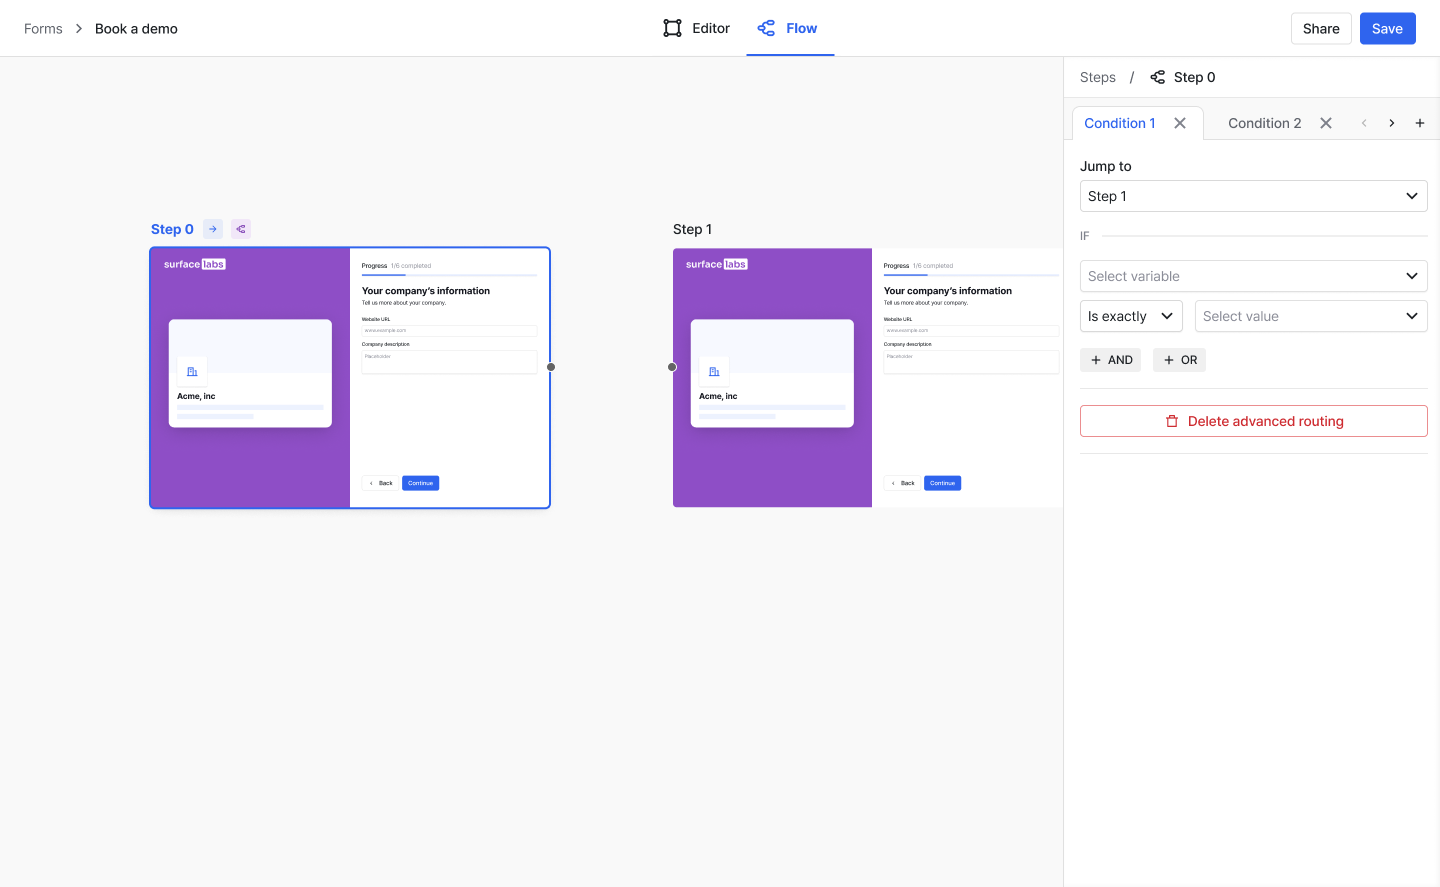 Forms > Book a demo
Editor
Flow
Share
Save
Steps / Step 0
Condition 1
Condition 2
Jump to
Step 1
IF
Select variable
Is exactly
Select value
+ AND
+ OR
Delete advanced routing
Step 0
surface labs
Acme, inc
Progress 1/6 completed
Your company’s information
Tell us more about your company.
Website URL
www.example.com
Company description
Placeholder
Back
Continue
Step 1
surface labs
Acme, inc
Progress 1/6 completed
Your company’s information
Tell us more about your company.
Website URL
www.example.com
Company description
Placeholder
Back
Continue